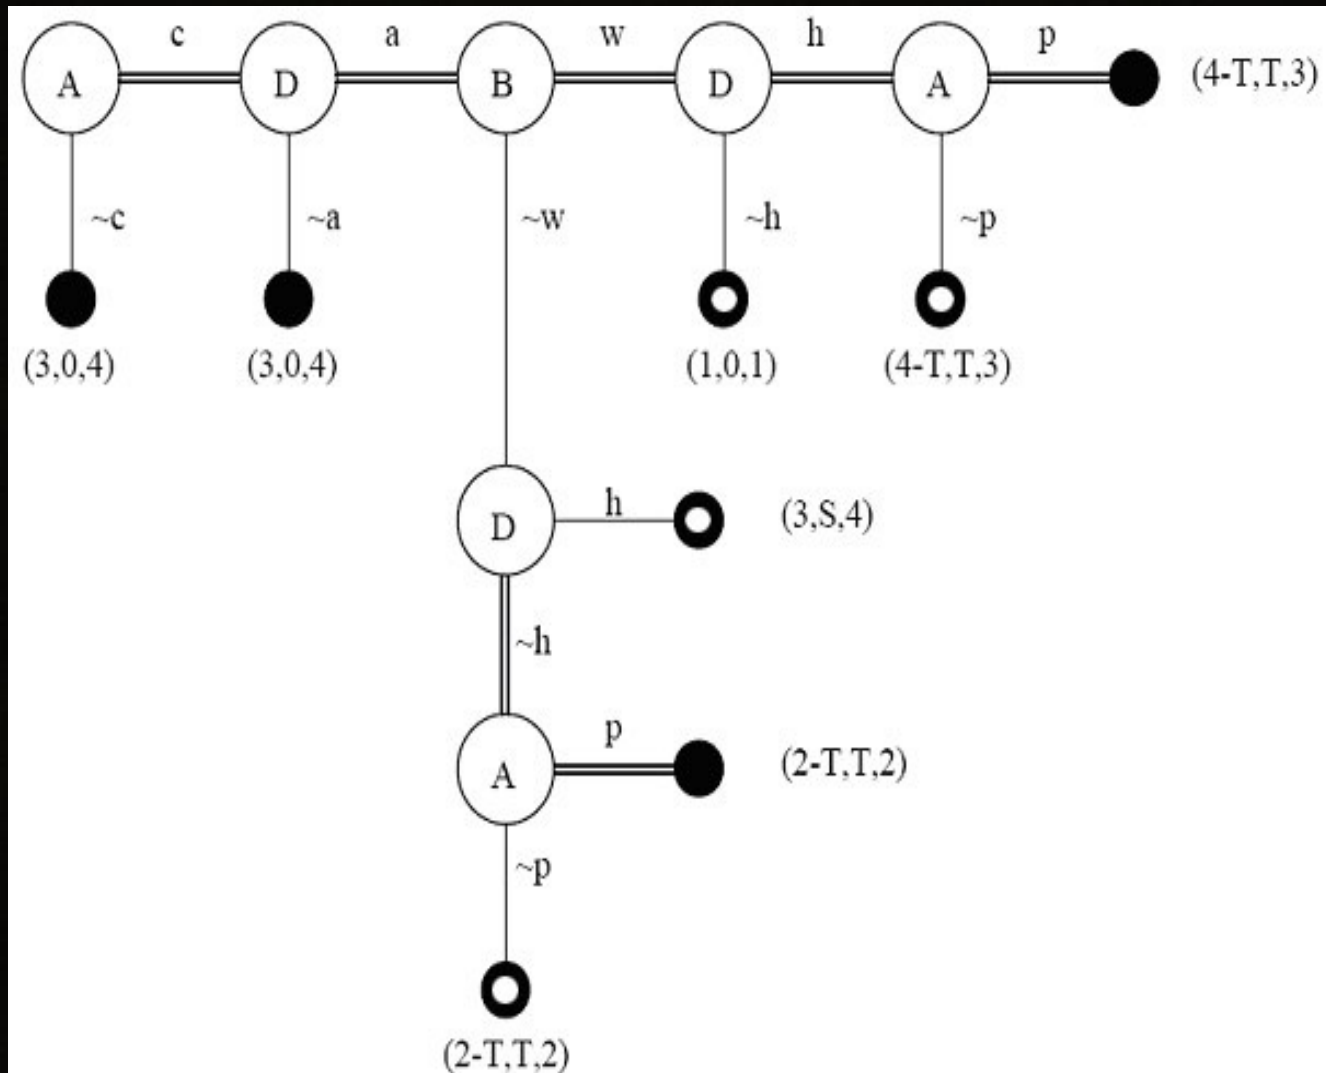 c a w h p
A D B D A (4-T,T,3)
~c ~a ~w ~h ~p
(3,0,4) (3,0,4) (1,0,1) (4-T,T,3)
D h (3,S,4)
~h
p
A (2-T,T,2)
~p
(2-T,T,2)